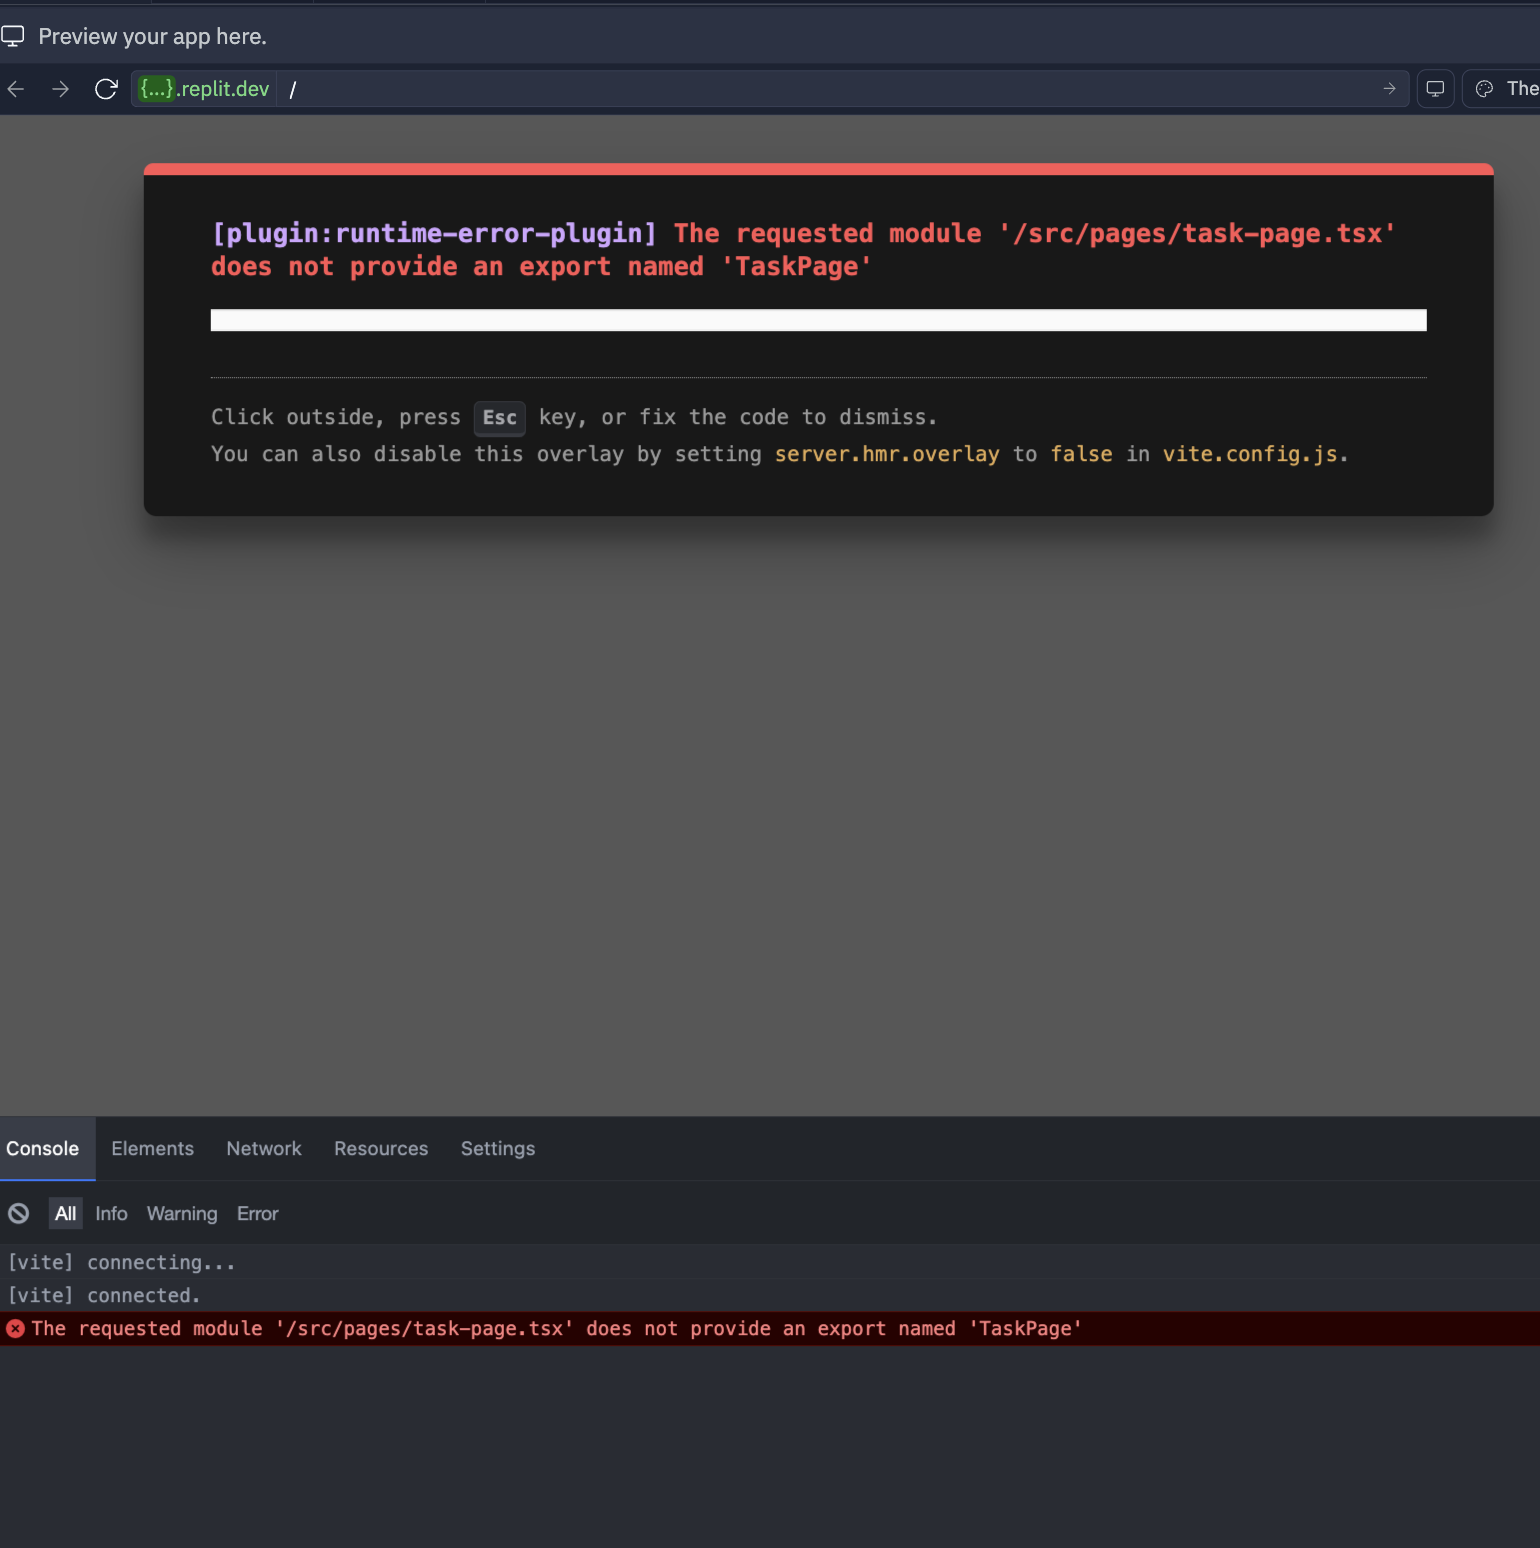 Preview your app here.
{...}.replit.dev /
The
[plugin:runtime-error-plugin] The requested module '/src/pages/task-page.tsx'
does not provide an export named 'TaskPage'
Click outside, press Esc key, or fix the code to dismiss.
You can also disable this overlay by setting server.hmr.overlay to false in vite.config.js.
Console Elements Network Resources Settings
All Info Warning Error
[vite] connecting...
[vite] connected.
The requested module '/src/pages/task-page.tsx' does not provide an export named 'TaskPage'